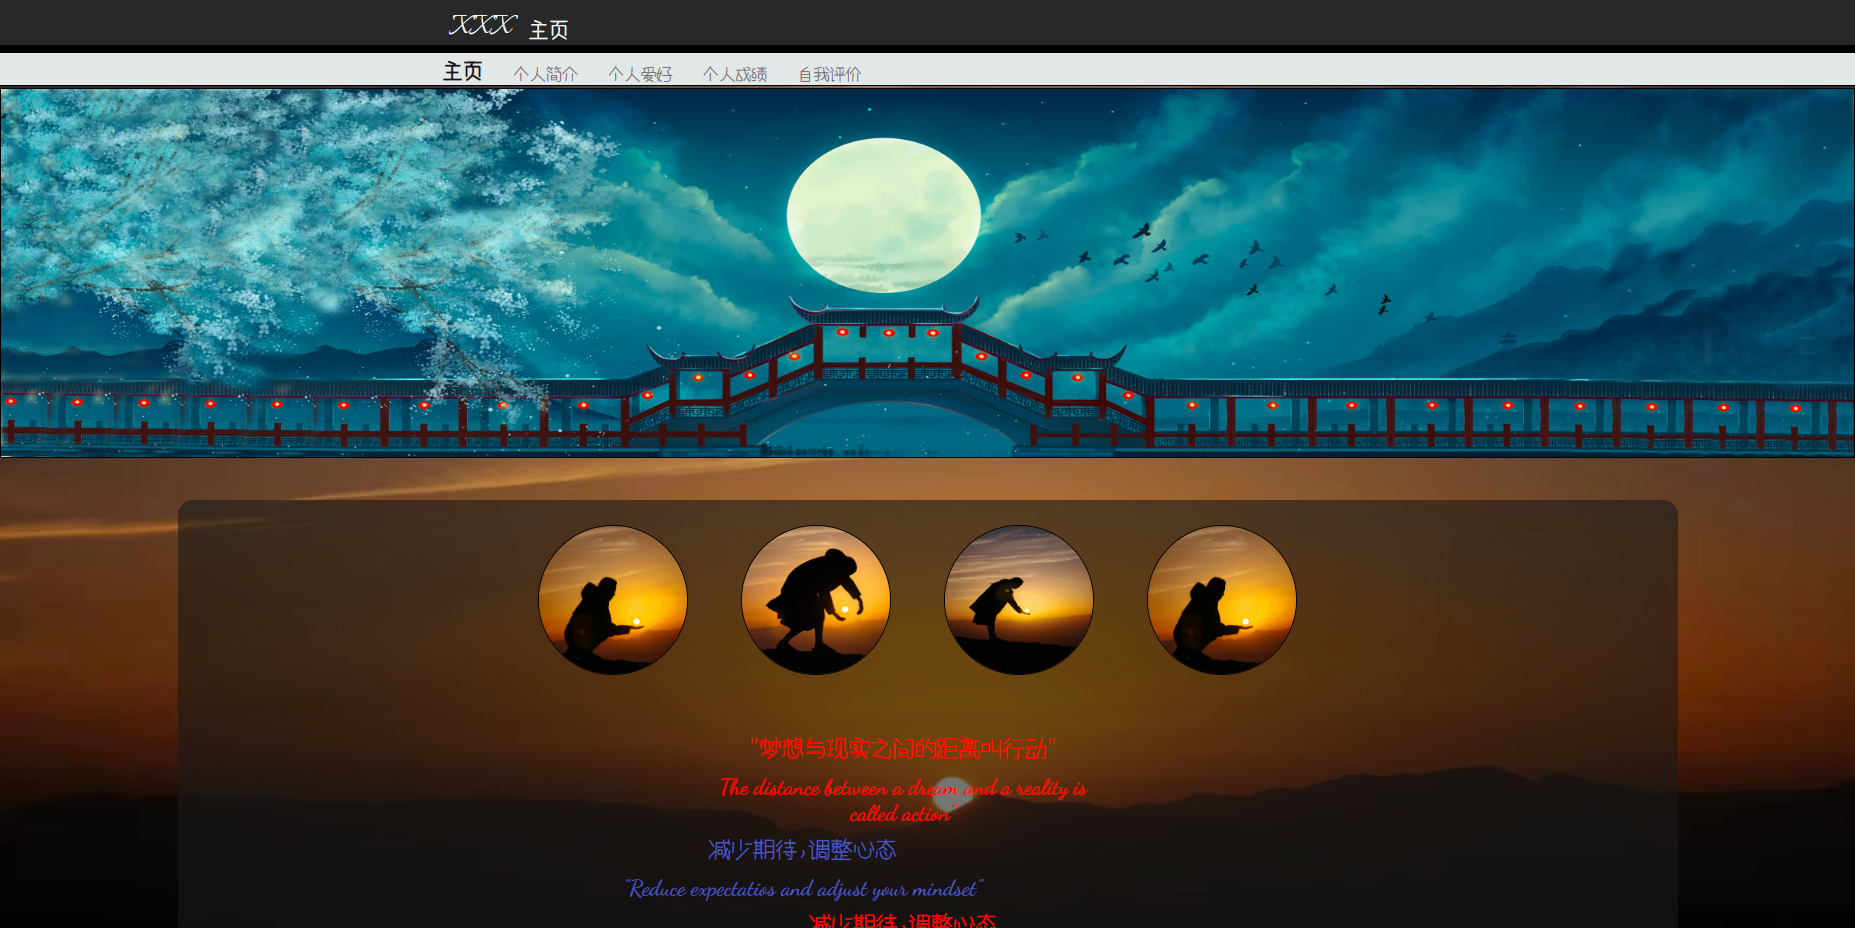 XXX 主页
主页 个人简介 个人爱好 个人成绩 自我评价
"梦想与现实之间的距离叫行动"
The distance between a dream and a reality is
called action"
减少期待,调整心态
"Reduce expectatios and adjust your mindset"
减少期待,调整心态